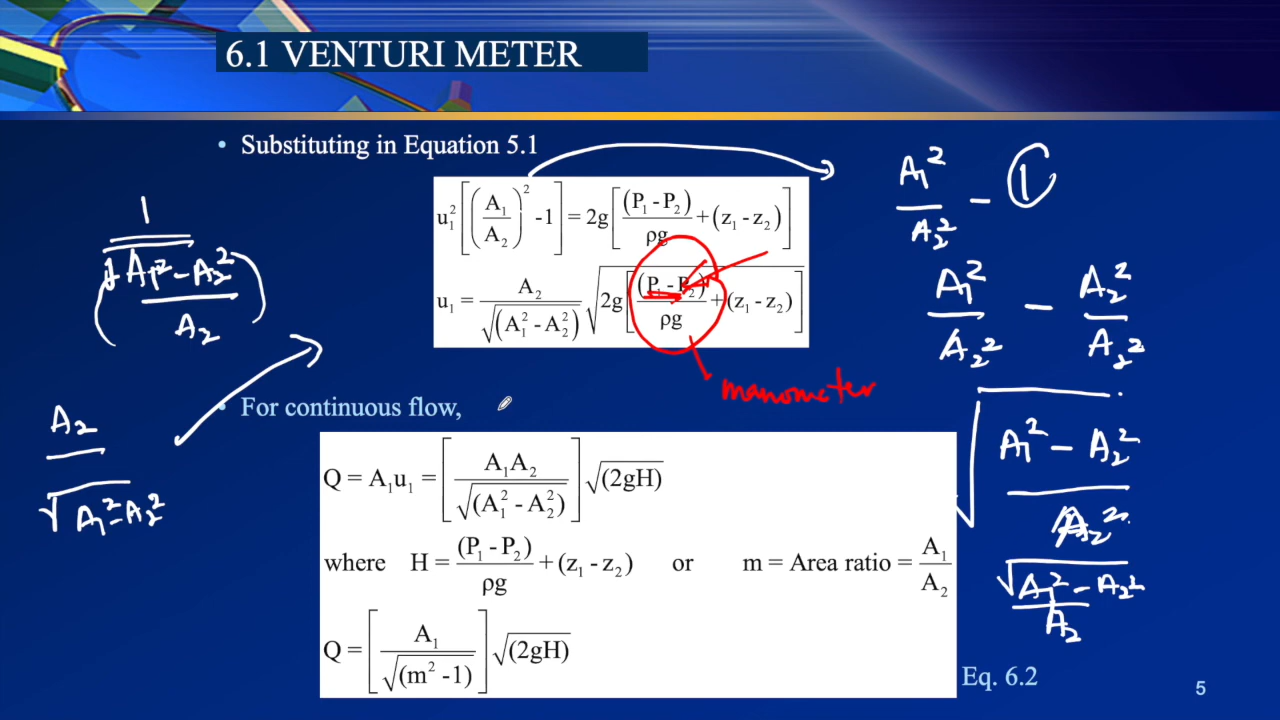 6.1 VENTURI METER
• Substituting in Equation 5.1
u₁² [ (A₁ / A₂)² -1 ] = 2g [ (P₁ - P₂) / ρg + (z₁ - z₂) ]
u₁ = A₂ / √(A₁² - A₂²) √ 2g [ (P₁ - P₂) / ρg + (z₁ - z₂) ]
manometer
• For continuous flow,
Q = A₁u₁ = [ A₁A₂ / √(A₁² - A₂²) ] √(2gH)
where H = (P₁ - P₂) / ρg + (z₁ - z₂) or m = Area ratio = A₁ / A₂
Q = [ A₁ / √(m² -1) ] √(2gH)
Eq. 6.2
5
1 / ( √A₁² - A₂² / A₂ )
A₂ / √A₁² - A₂²
A₁² / A₂² - 1
A₁² / A₂² - A₂² / A₂²
√ A₁² - A₂² / A₂²
√A₁² - A₂² / A₂